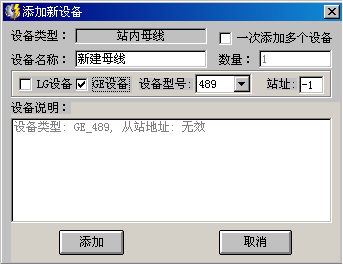 添加新设备
设备类型： 站内母线 一次添加多个设备
设备名称： 新建母线 数量： 1
LG设备 GE设备 设备型号： 489 站址： -1
设备说明：
设备类型: GE_489, 从站地址: 无效
添加 取消